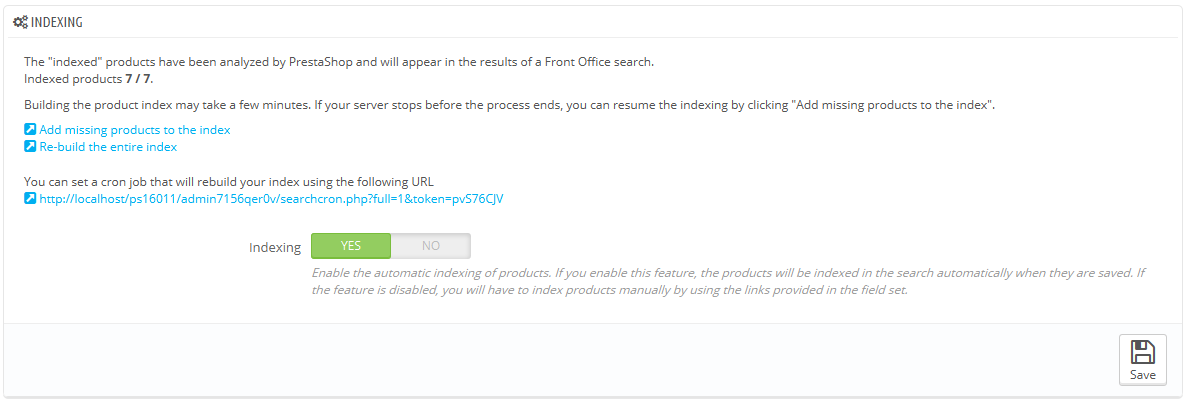 INDEXING
The "indexed" products have been analyzed by PrestaShop and will appear in the results of a Front Office search.
Indexed products 7 / 7.
Building the product index may take a few minutes. If your server stops before the process ends, you can resume the indexing by clicking "Add missing products to the index".
Add missing products to the index
Re-build the entire index
You can set a cron job that will rebuild your index using the following URL
http://localhost/ps16011/admin7156qer0v/searchcron.php?full=1&token=pvS76CJV
Indexing YES NO
Enable the automatic indexing of products. If you enable this feature, the products will be indexed in the search automatically when they are saved. If
the feature is disabled, you will have to index products manually by using the links provided in the field set.
Save